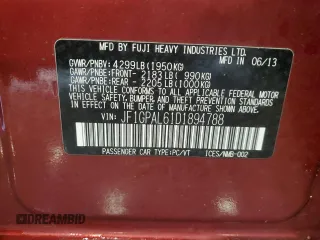 MFD. BY FUJI HEAVY INDUSTRIES LTD.
GVWR/PNBV: 4299LB(1950KG) 06/13
GAWR/PNBE:FRONT- 2183LB( 990KG)
GAWR/PNBE:REAR- 2205LB(1000KG)
THIS VEHICLE CONFORMS TO ALL APPLICABLE
FEDERAL MOTOR VEHICLE SAFETY,
BUMPER, AND THEFT PREVENTION STANDARDS
IN EFFECT ON THE DATE OF
MANUFACTURE SHOWN ABOVE.
VIN: JF1GPAL61D1894788
PASSENGER CAR TYPE:PC/VT ICES/NMB-002
DREAMBID
DREAMBID